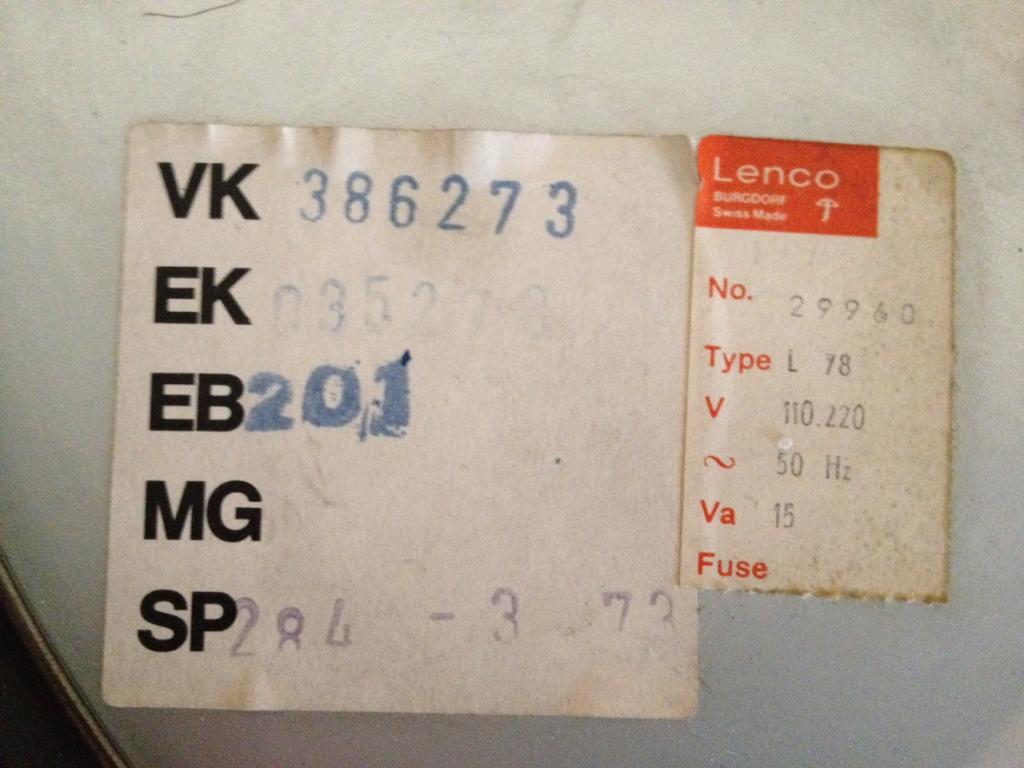 VK 386273
EK 035273
EB 201
MG
SP 284 - 3 73
Lenco
BURGDORF
Swiss Made
No. 29960
Type L 78
V 110.220
~ 50 Hz
Va 15
Fuse